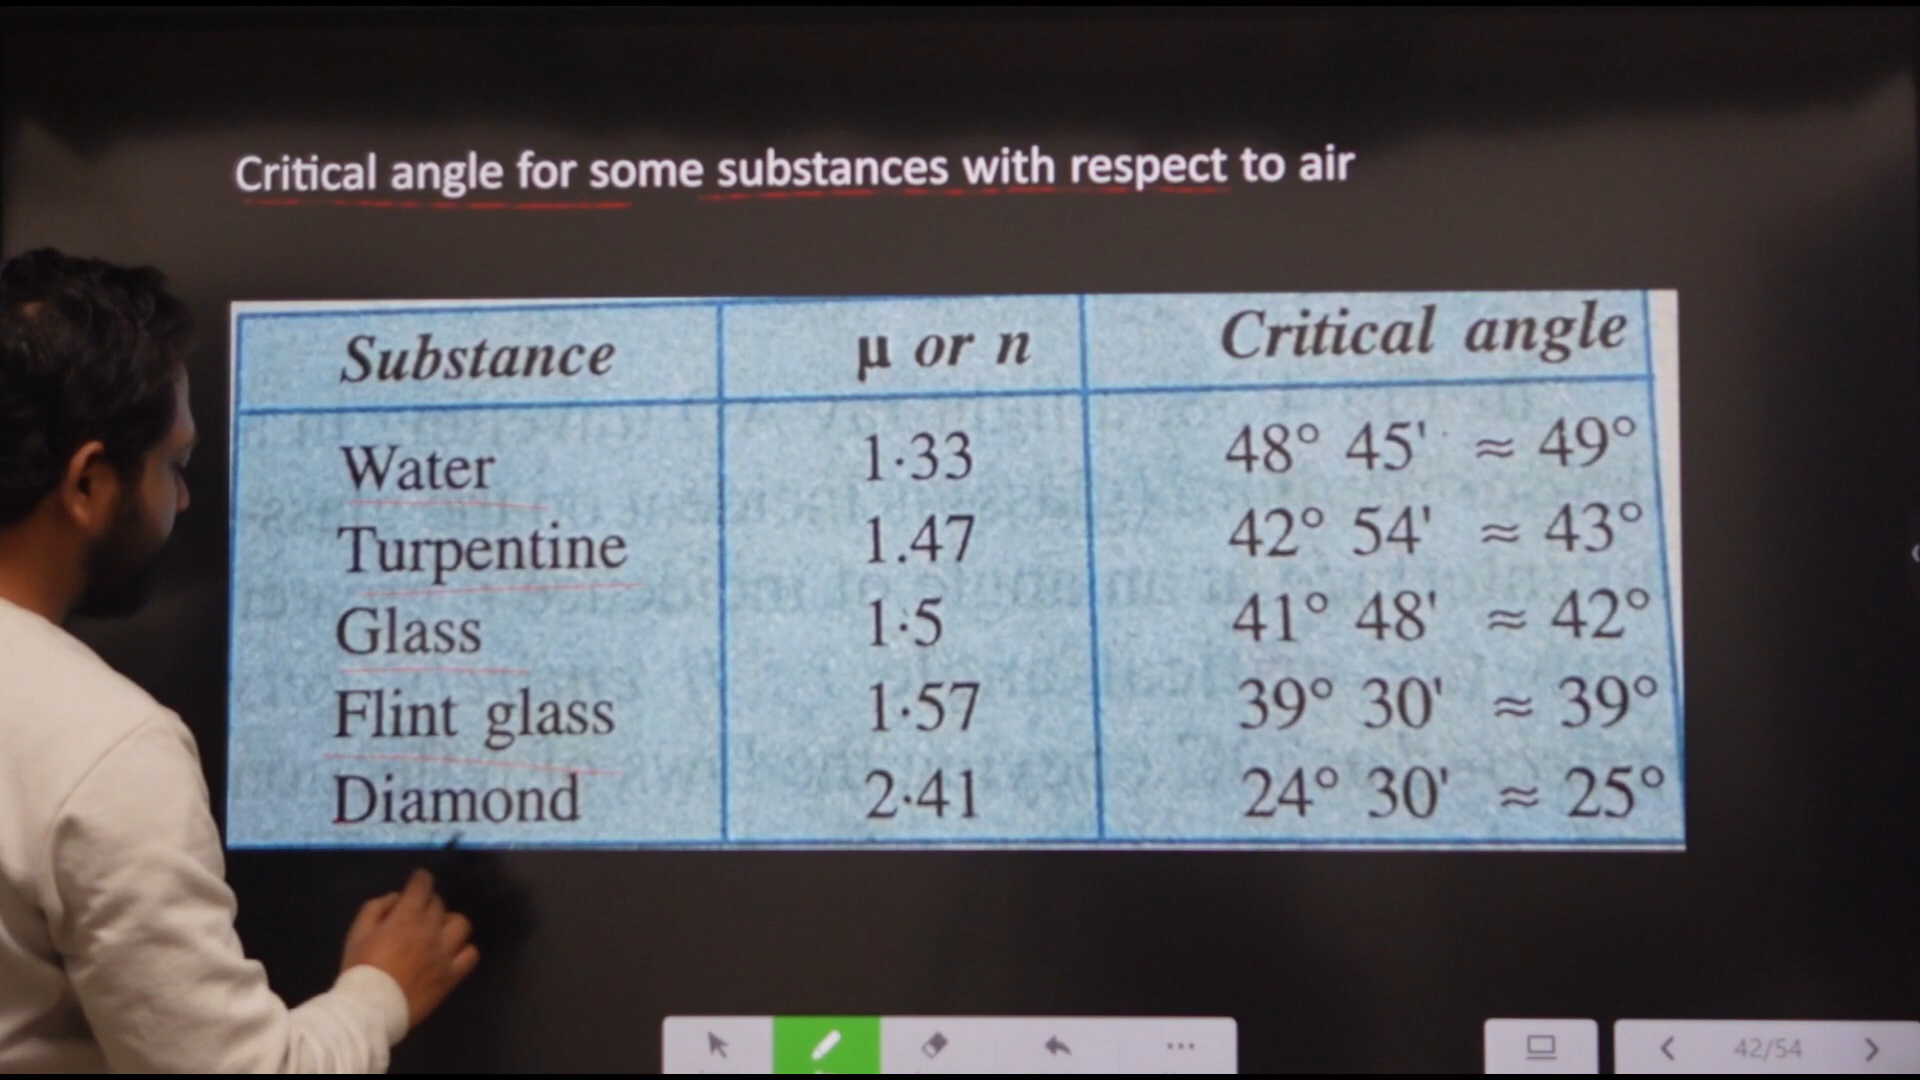 Critical angle for some substances with respect to air
Substance μ or n Critical angle
Water 1·33 48° 45' ≈ 49°
Turpentine 1.47 42° 54' ≈ 43°
Glass 1·5 41° 48' ≈ 42°
Flint glass 1·57 39° 30' ≈ 39°
Diamond 2·41 24° 30' ≈ 25°
42/54